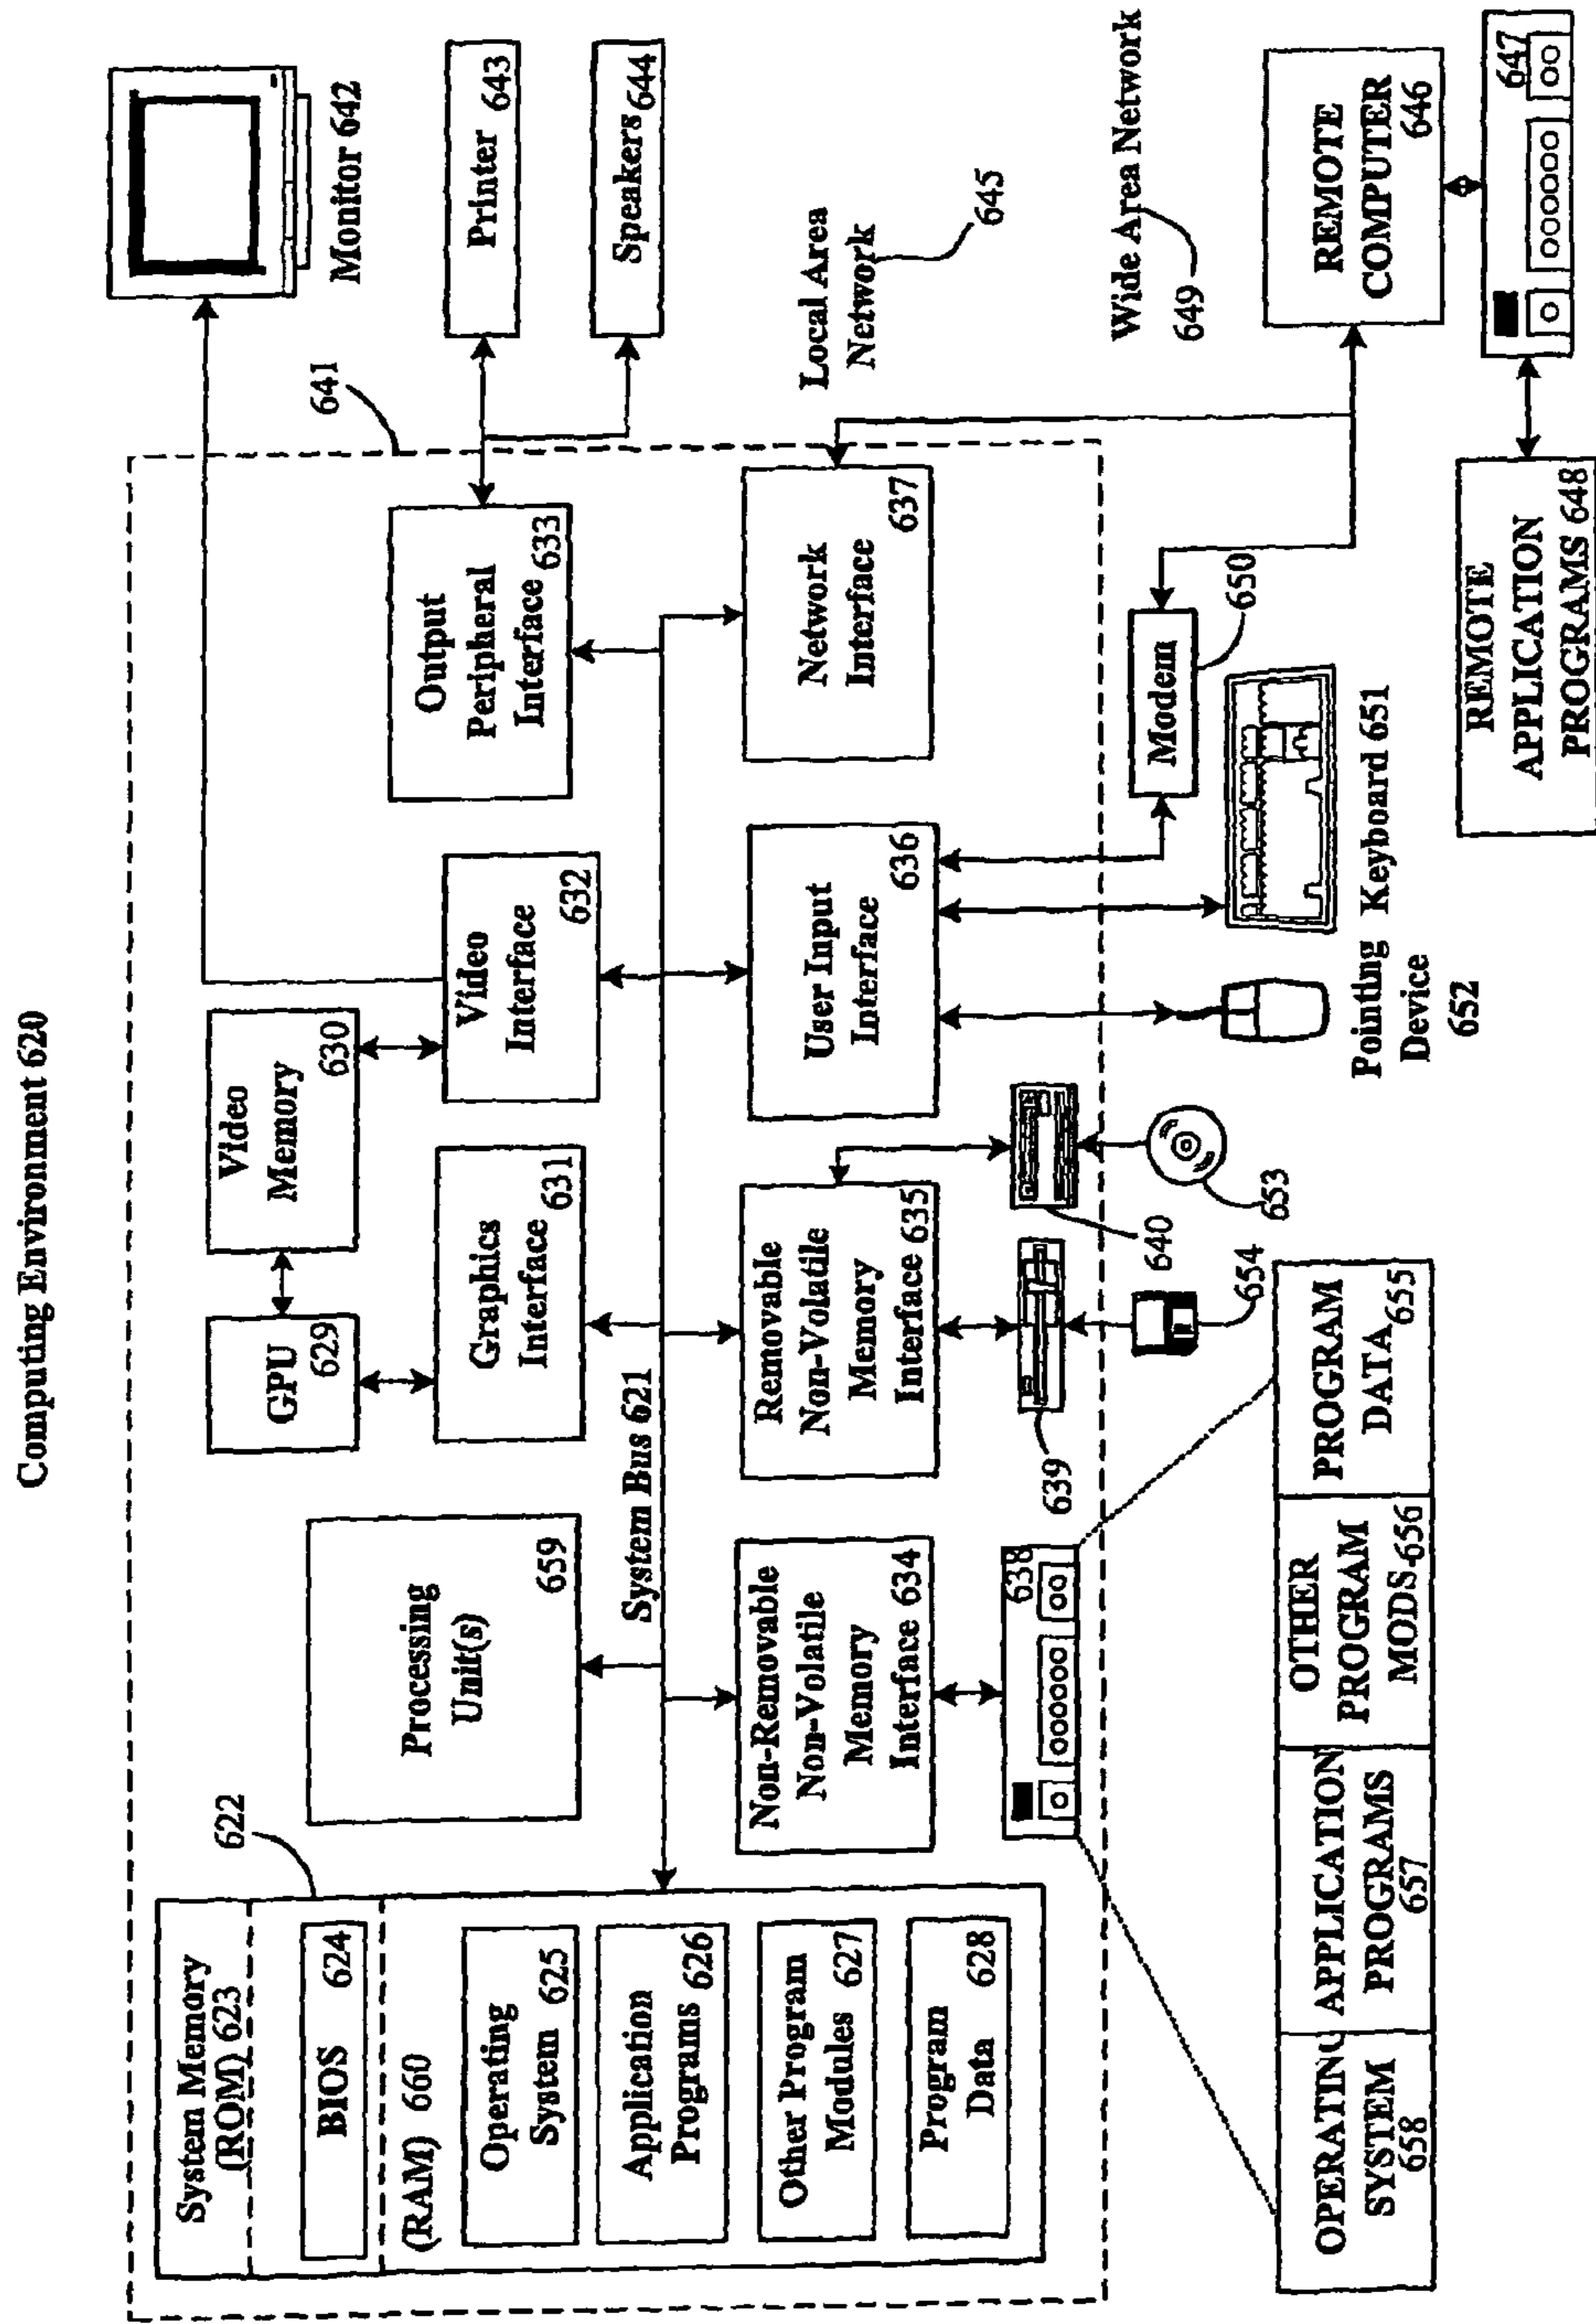 Computing Environment 620
622
System Memory
(ROM) 623
BIOS 624
(RAM) 660
Operating
System 625
Application
Programs 626
Other Program
Modules 627
Program
Data 628
Processing
Unit(s)
659
GPU
629
Video
Memory
630
Graphics
Interface
631
Video
Interface
632
Output
Peripheral
Interface 633
641
System Bus 621
Non-Removable
Non-Volatile
Memory
Interface 634
Removable
Non-Volatile
Memory
Interface 635
User Input
Interface
636
Network
Interface
637
638
639
640
654
653
Monitor 642
Printer
643
Speakers
644
Local Area
Network
645
Wide Area Network
649
Modem
650
Pointing
Device
652
Keyboard 651
REMOTE
COMPUTER
646
647
REMOTE
APPLICATION
PROGRAMS 648
OPERATING
SYSTEM
658
APPLICATION
PROGRAMS
657
OTHER
PROGRAM
MODS.656
PROGRAM
DATA
655